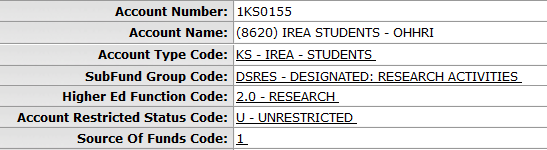 Account Number: 1KS0155
Account Name: (8620) IREA STUDENTS - OHHRI
Account Type Code: KS - IREA - STUDENTS
SubFund Group Code: DSRES - DESIGNATED: RESEARCH ACTIVITIES
Higher Ed Function Code: 2.0 - RESEARCH
Account Restricted Status Code: U - UNRESTRICTED
Source Of Funds Code: 1